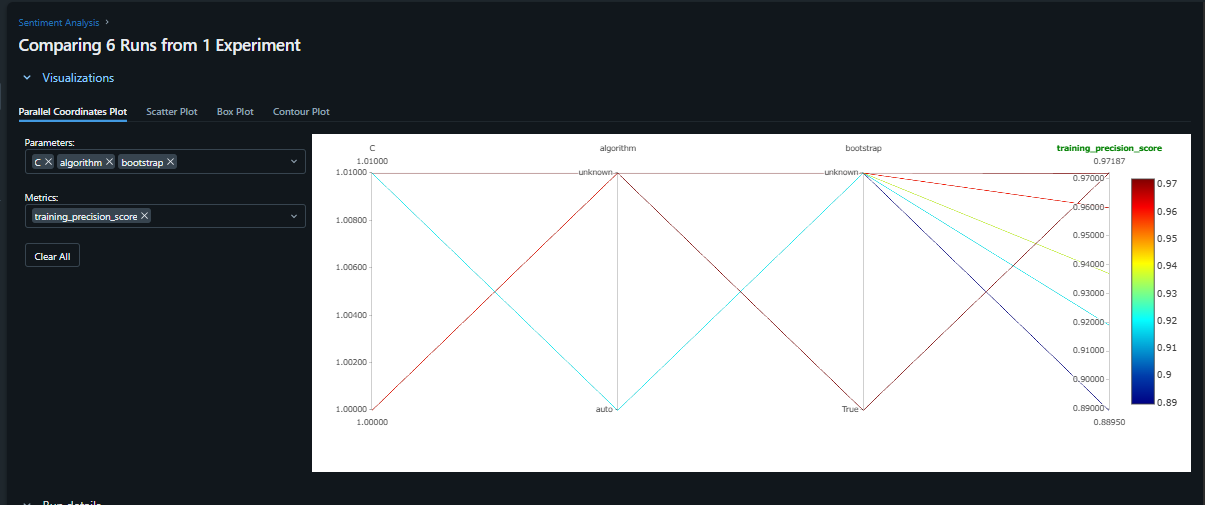 Sentiment Analysis ›
Comparing 6 Runs from 1 Experiment
Visualizations
Parallel Coordinates Plot Scatter Plot Box Plot Contour Plot
Parameters:
C × algorithm × bootstrap ×
Metrics:
training_precision_score ×
Clear All
C algorithm bootstrap training_precision_score
1.01000 0.97187
1.01000 unknown unknown 0.97000 0.97
1.00800 0.96000 0.96
0.95000 0.95
1.00600 0.94000 0.94
0.93000 0.93
1.00400 0.92000 0.92
0.91000 0.91
1.00200 0.90000 0.9
1.00000 auto True 0.89000 0.89
1.00000 0.88950
Run details